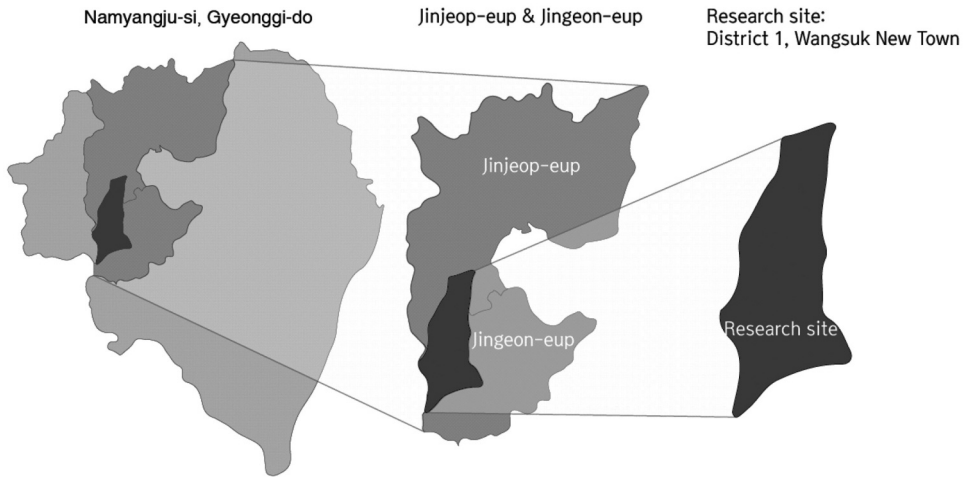 Namyangju-si, Gyeonggi-do
Jinjeop-eup & Jingeon-eup
Research site:
District 1, Wangsuk New Town
Jinjeop-eup
Jingeon-eup
Research site